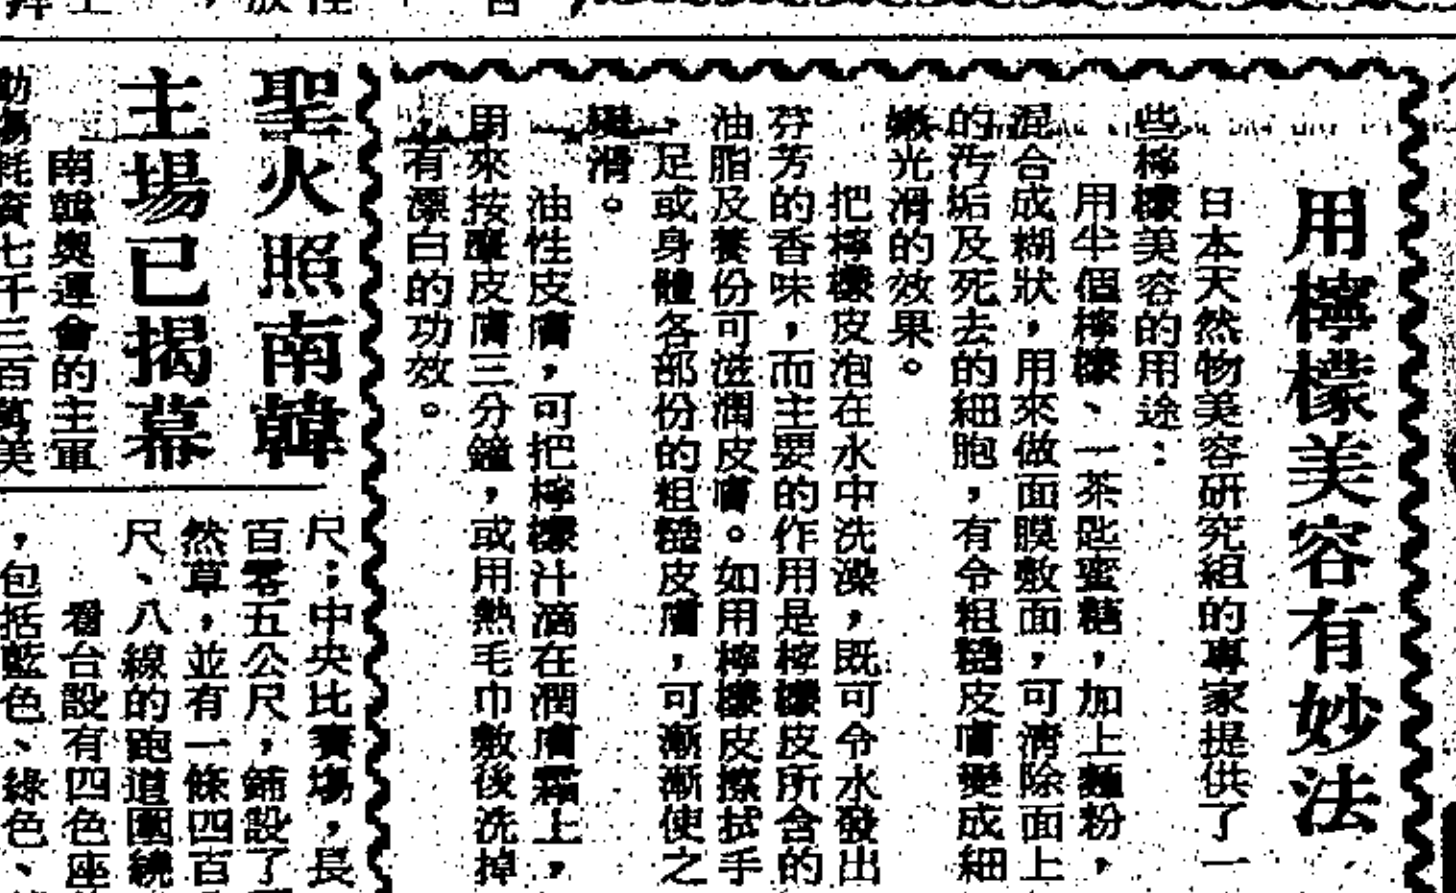 用檸檬美容有妙法
日本天然物美容研究組的專家提供了一
些檸檬美容的用途：
用半個檸檬、一茶匙蜜糖，加上麵粉，
混合成糊狀，用來做面膜敷面，可清除面上
的汚垢及死去的細胞，有令粗糙皮膚變成細
嫩光滑的效果。
把檸檬皮泡在水中洗澡，既可令水發出
芬芳的香味，而主要的作用是檸檬皮所含的
油脂及養份可滋潤皮膚。如用檸檬皮擦拭手
、足或身體各部份的粗糙皮膚，可漸漸使之
變滑。
油性皮膚，可把檸檬汁滴在潤膚霜上，
用來按擊皮膚三分鐘，或用熱毛巾敷後洗掉
，有漂白的功效。
聖火照南韓
主場已揭幕
南韓奧運會的主軍
動場耗資七千三百萬美
尺；中央比賽場，長
百零五公尺，鋪設了
然草，並有一條四百
尺、八線的跑道圍繞
看台設有四色座
，包括藍色、綠色、